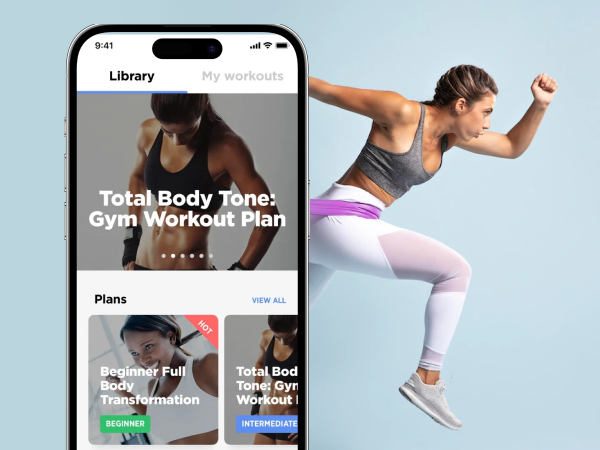 9:41
Library
My workouts
Total Body Tone:
Gym Workout Plan
Plans
VIEW ALL
HOT
Beginner Full
Body
Transformation
BEGINNER
Total Bod
Tone: Gym
Workout
INTERMEDIATE